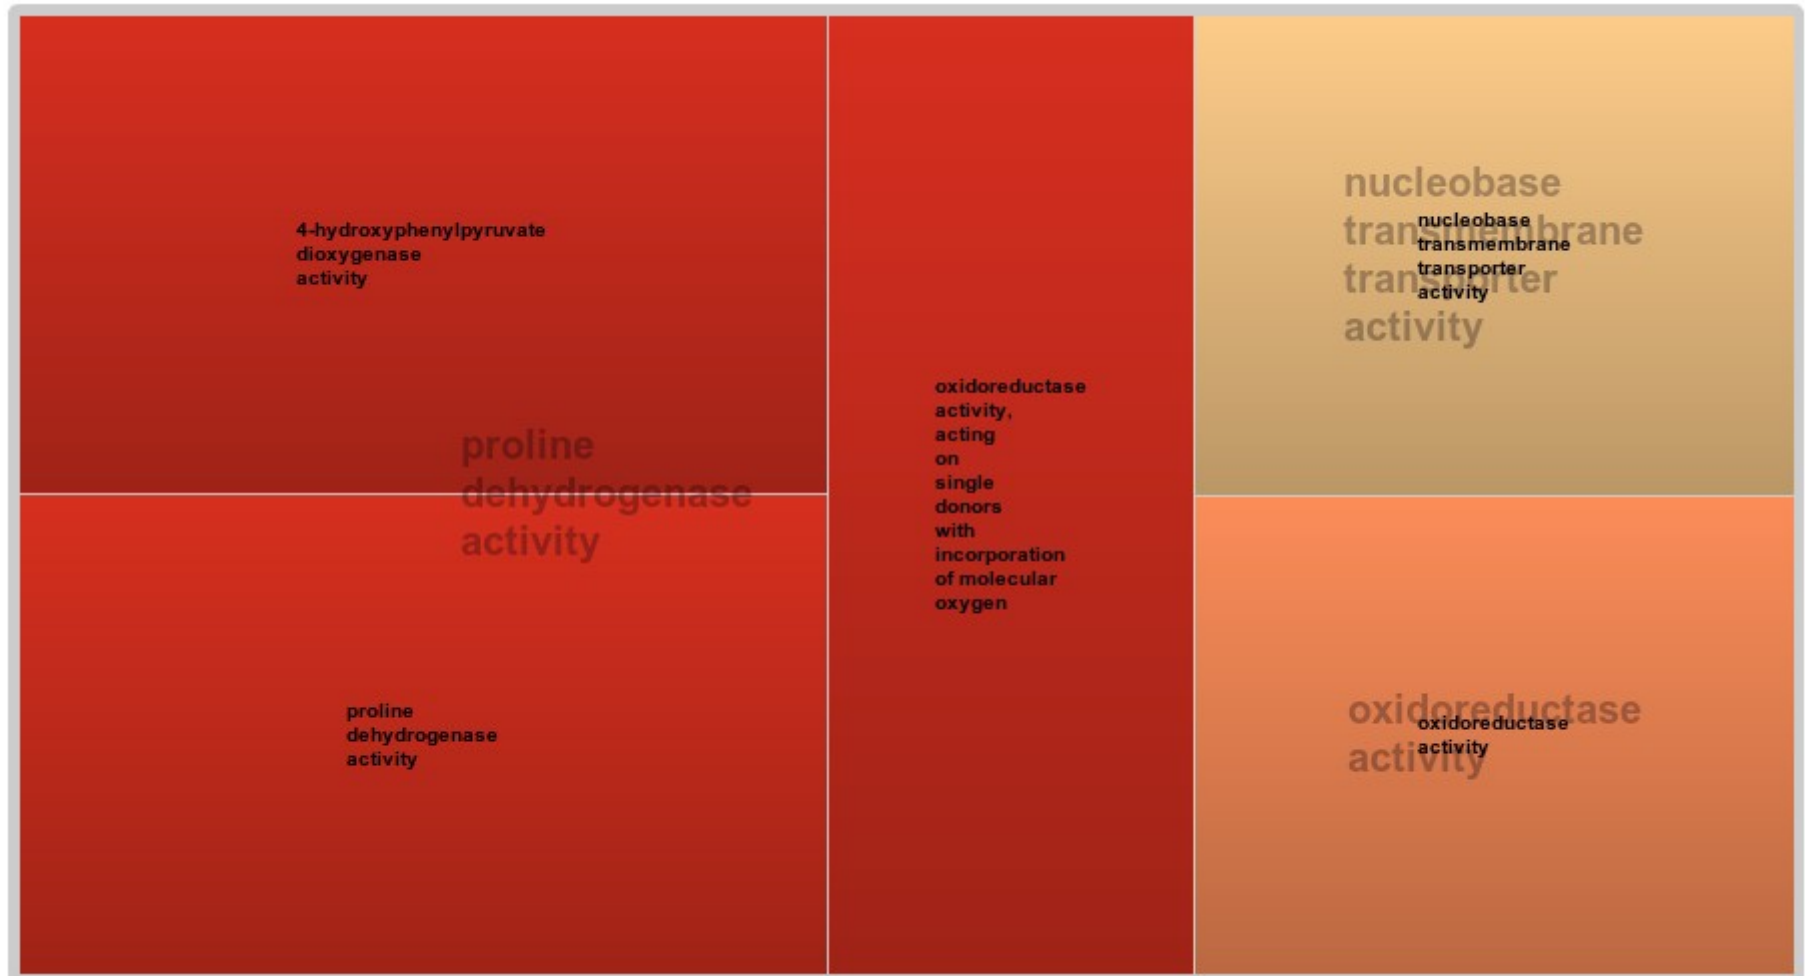 4-hydroxyphenylpyruvate
dioxygenase
activity
proline
dehydrogenase
activity
proline
dehydrogenase
activity
oxidoreductase
activity,
acting
on
single
donors
with
incorporation
of molecular
oxygen
nucleobase
transmembrane
transporter
activity
nucleobase
transmembrane
transporter
activity
oxidoreductase
activity
oxidoreductase
activity